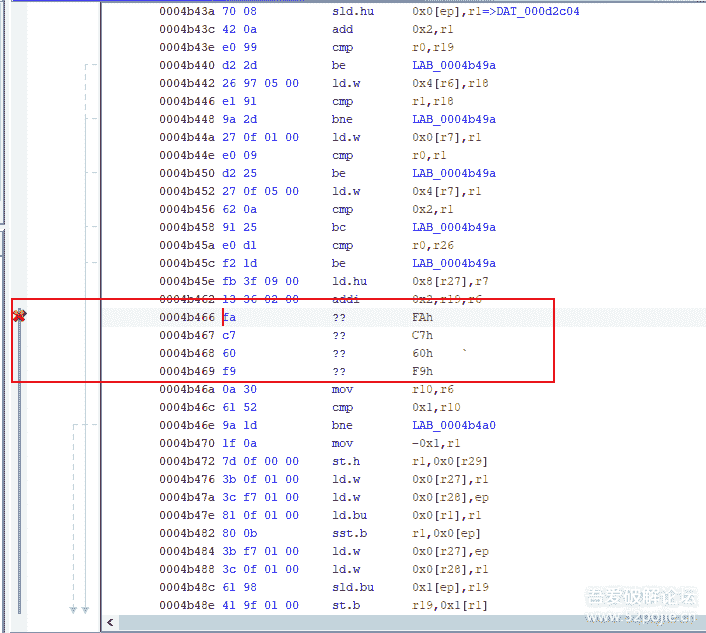 0004b43a 70 08 sld.hu 0x0[ep],r1=>DAT_000d2c04
0004b43c 42 0a add 0x2,r1
0004b43e e0 99 cmp r0,r19
0004b440 d2 2d be LAB_0004b49a
0004b442 26 97 05 00 ld.w 0x4[r6],r18
0004b446 e1 91 cmp r1,r18
0004b448 9a 2d bne LAB_0004b49a
0004b44a 27 0f 01 00 ld.w 0x0[r7],r1
0004b44e e0 09 cmp r0,r1
0004b450 d2 25 be LAB_0004b49a
0004b452 27 0f 05 00 ld.w 0x4[r7],r1
0004b456 62 0a cmp 0x2,r1
0004b458 91 25 bc LAB_0004b49a
0004b45a e0 d1 cmp r0,r26
0004b45c f2 1d be LAB_0004b49a
0004b45e fb 3f 09 00 ld.hu 0x8[r27],r7
0004b462 13 36 02 00 addi 0x2,r19,r6
0004b466 fa ?? FAh
0004b467 c7 ?? C7h
0004b468 60 ?? 60h `
0004b469 f9 ?? F9h
0004b46a 0a 30 mov r10,r6
0004b46c 61 52 cmp 0x1,r10
0004b46e 9a 1d bne LAB_0004b4a0
0004b470 1f 0a mov -0x1,r1
0004b472 7d 0f 00 00 st.h r1,0x0[r29]
0004b476 3b 0f 01 00 ld.w 0x0[r27],r1
0004b47a 3c f7 01 00 ld.w 0x0[r28],ep
0004b47e 81 0f 01 00 ld.bu 0x0[r1],r1
0004b482 80 0b sst.b r1,0x0[ep]
0004b484 3b f7 01 00 ld.w 0x0[r27],ep
0004b488 3c 0f 01 00 ld.w 0x0[r28],r1
0004b48c 61 98 sld.bu 0x1[ep],r19
0004b48e 41 9f 01 00 st.b r19,0x1[r1]
吾爱破解论坛
www.52pojie.cn